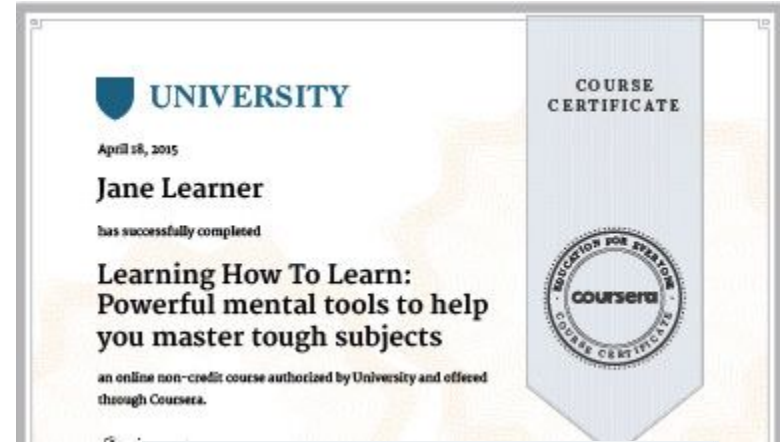 UNIVERSITY
April 18, 2015
Jane Learner
has successfully completed
Learning How To Learn:
Powerful mental tools to help
you master tough subjects
an online non-credit course authorized by University and offered
through Coursera.
COURSE
CERTIFICATE
EDUCATION FOR EVERYONE
coursera
COURSE CERTIFICATE